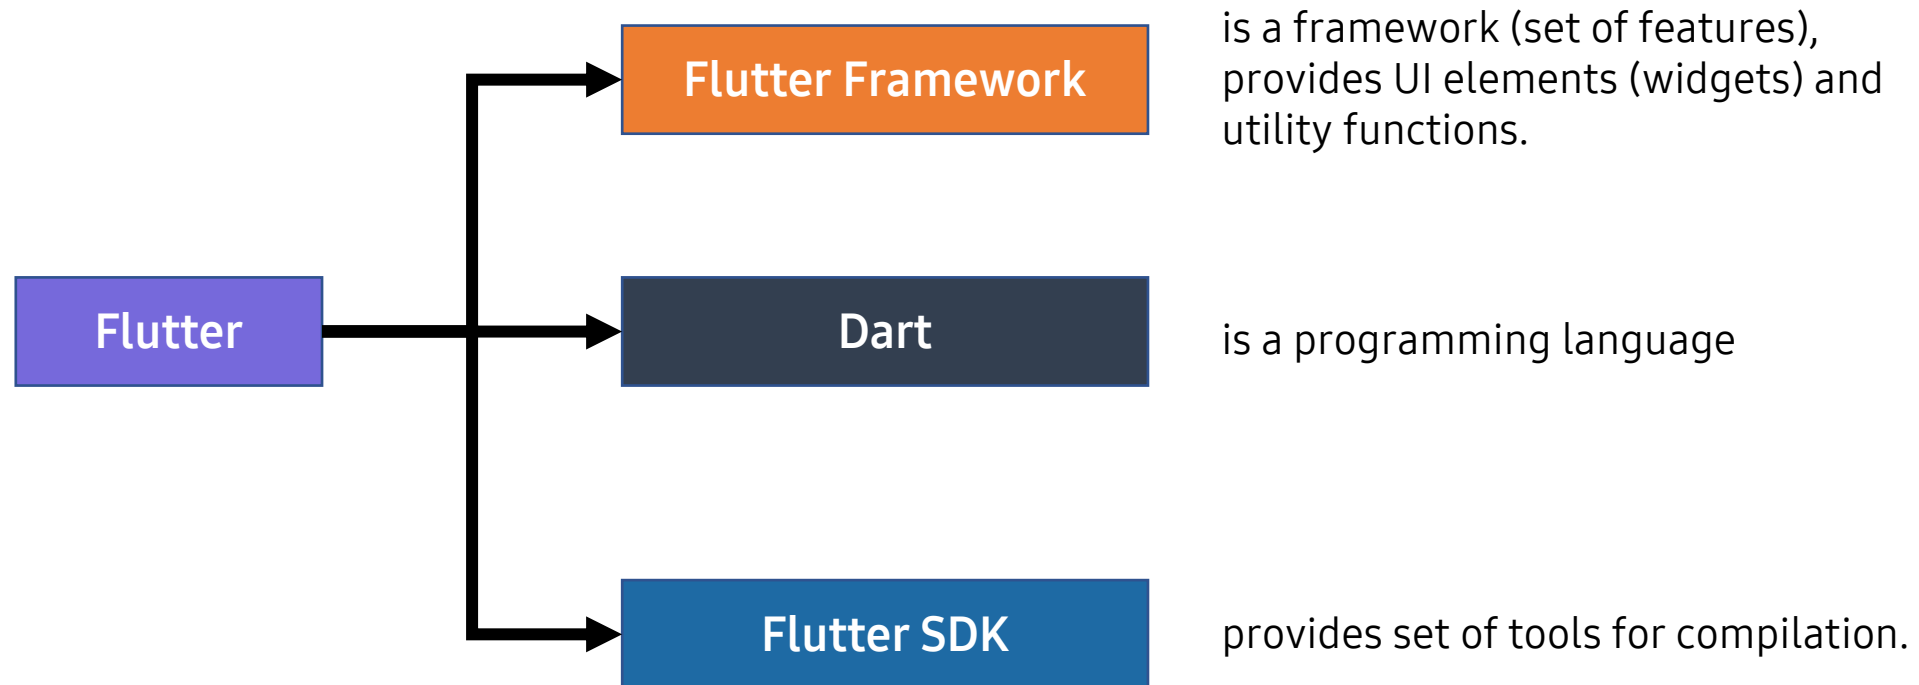 is a framework (set of features),
provides UI elements (widgets) and
utility functions.
Flutter Framework
Flutter
Dart
is a programming language
Flutter SDK
provides set of tools for compilation.